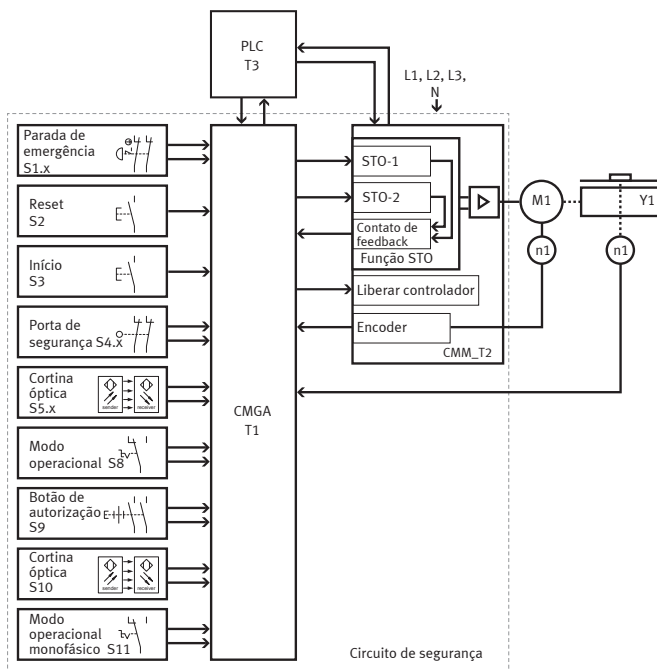 PLC
T3
L1, L2, L3,
N
Parada de
emergência
S1.x
Reset
S2
Início
S3
Porta de
segurança S4.x
Cortina
óptica
S5.x
sender
receiver
Modo
operacional S8
Botão de
autorização
S9
Cortina
óptica
S10
sender
receiver
Modo
operacional
monofásico S11
CMGA
T1
STO-1
STO-2
Contato de
feedback
Função STO
Liberar controlador
Encoder
CMM_T2
M1
Y1
n1
n1
Circuito de segurança